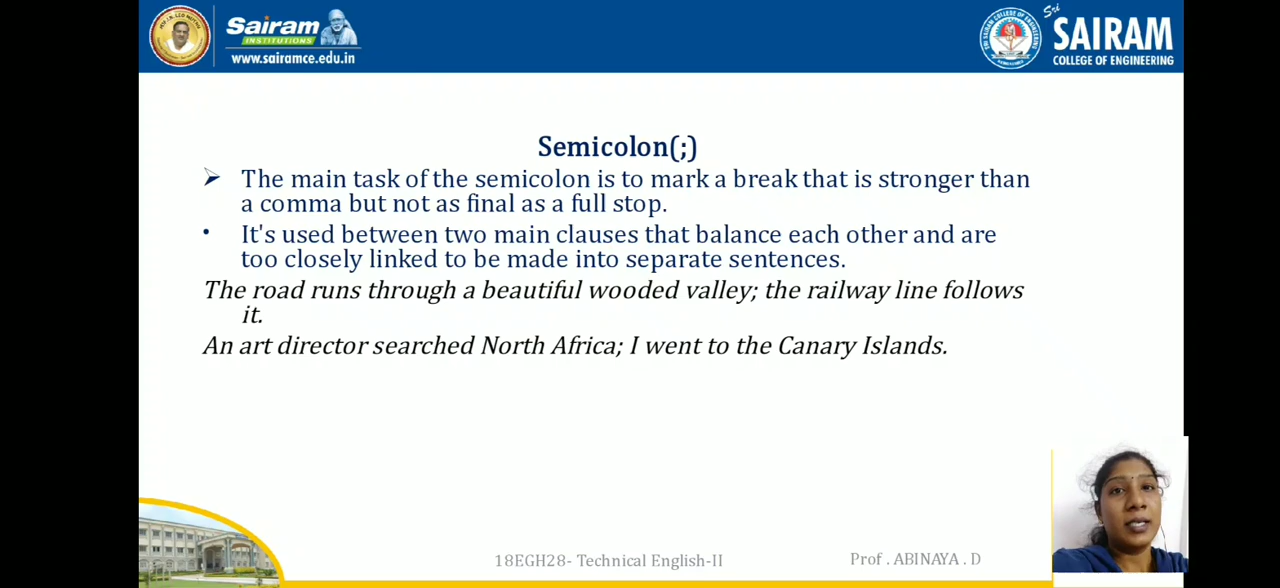 Sairam
INSTITUTIONS
www.sairamce.edu.in
Sri
SAIRAM
COLLEGE OF ENGINEERING
Semicolon(;)
➢ The main task of the semicolon is to mark a break that is stronger than
a comma but not as final as a full stop.
• It's used between two main clauses that balance each other and are
too closely linked to be made into separate sentences.
The road runs through a beautiful wooded valley; the railway line follows
it.
An art director searched North Africa; I went to the Canary Islands.
18EGH28- Technical English-II
Prof . ABINAYA . D